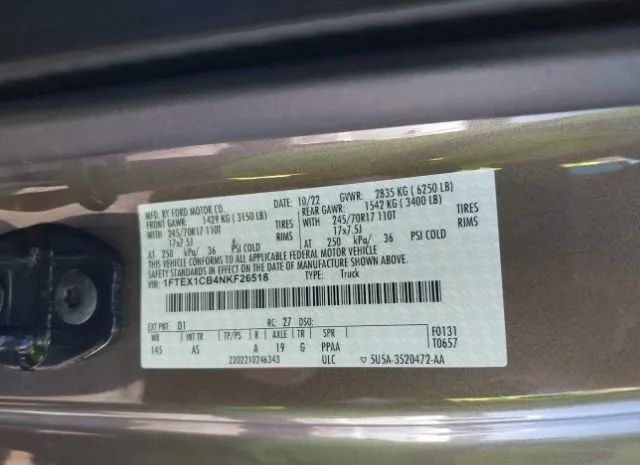 MFD. BY FORD MOTOR CO. DATE: 10/22 GVWR: 2835 KG ( 6250 LB)
FRONT GAWR: 1429 KG ( 3150 LB) REAR GAWR: 1542 KG ( 3400 LB)
WITH 245/70R17 110T TIRES WITH 245/70R17 110T TIRES
17x7.5J RIMS 17x7.5J RIMS
AT 250 kPa/ 36 PSI COLD AT 250 kPa/ 36 PSI COLD
THIS VEHICLE CONFORMS TO ALL APPLICABLE FEDERAL MOTOR VEHICLE
SAFETY STANDARDS IN EFFECT ON THE DATE OF MANUFACTURE SHOWN ABOVE.
VIN: 1FTEX1CB4NKF26518 TYPE: Truck
EXT PNT: D1 RC: 27 DSO: F0131
WB INT TR TP/PS R AXLE TR SPR T0657
145 AS A 19 G PPAA
2202210246343 ULC 5U5A-3520472-AA